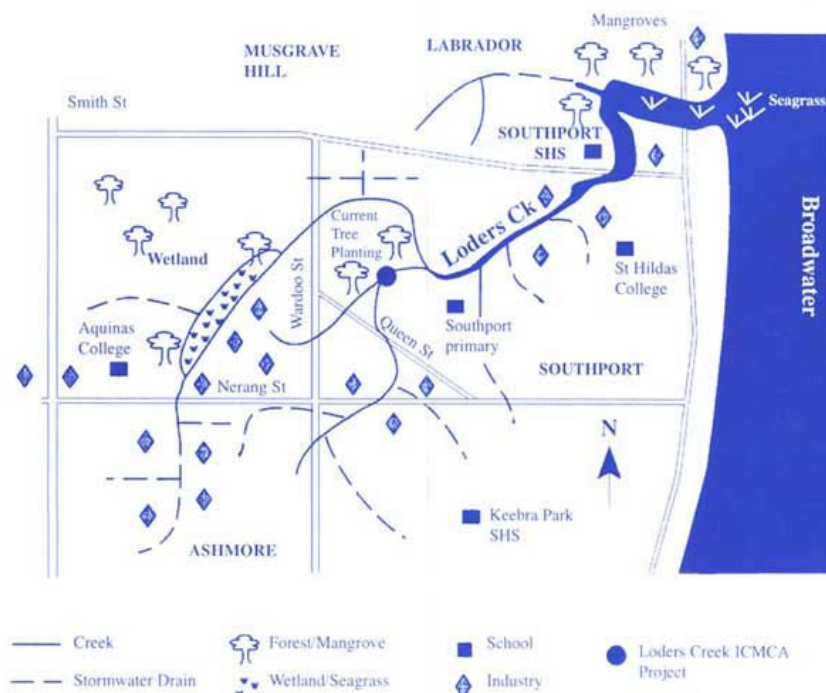 Mangroves
MUSGRAVE
HILL
LABRADOR
Smith St
Seagrass
SOUTHPORT
SHS
Current
Tree
Planting
Loders Ck
Broadwater
Wetland
Wardoo St
St Hildas
College
Aquinas
College
Queen St
Southport
primary
Nerang St
SOUTHPORT
N
Keebra Park
SHS
ASHMORE
Creek
Forest/Mangrove
School
Loders Creek ICMCA
Project
Stormwater Drain
Wetland/Seagrass
Industry